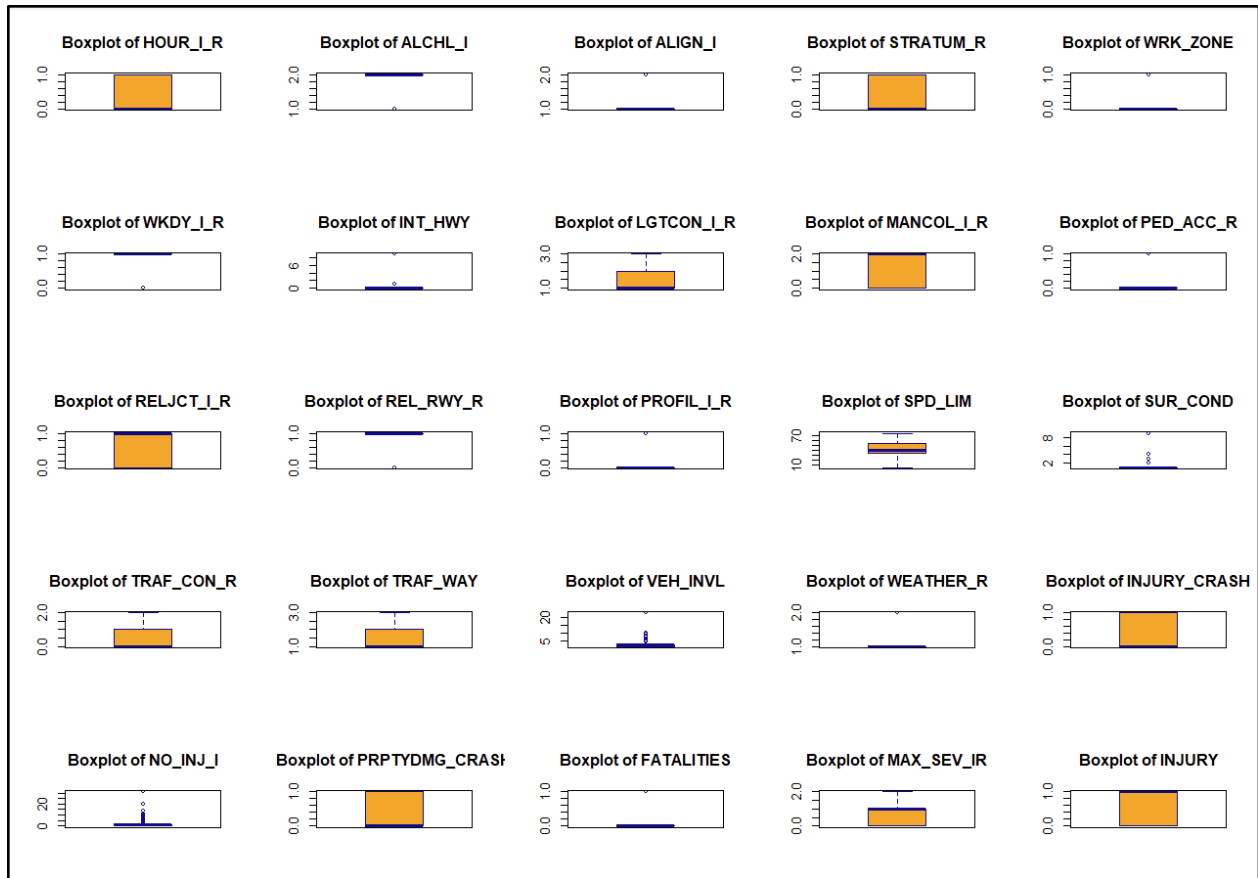 Boxplot of HOUR_I_R Boxplot of ALCHL_I Boxplot of ALIGN_I Boxplot of STRATUM_R Boxplot of WRK_ZONE
1.0 2.0 2.0 1.0 1.0
0.0 1.0 1.0 0.0 0.0
Boxplot of WKDY_I_R Boxplot of INT_HWY Boxplot of LGTCON_I_R Boxplot of MANCOL_I_R Boxplot of PED_ACC_R
1.0 6 3.0 2.0 1.0
0.0 0 1.0 0.0 0.0
Boxplot of RELJCT_I_R Boxplot of REL_RWY_R Boxplot of PROFIL_I_R Boxplot of SPD_LIM Boxplot of SUR_COND
1.0 1.0 1.0 70 8
0.0 0.0 0.0 10 2
Boxplot of TRAF_CON_R Boxplot of TRAF_WAY Boxplot of VEH_INVL Boxplot of WEATHER_R Boxplot of INJURY_CRASH
2.0 3.0 20 2.0 1.0
0.0 1.0 5 1.0 0.0
Boxplot of NO_INJ_I Boxplot of PRPTYDMG_CRASH Boxplot of FATALITIES Boxplot of MAX_SEV_IR Boxplot of INJURY
20 1.0 1.0 2.0 1.0
0 0.0 0.0 0.0 0.0